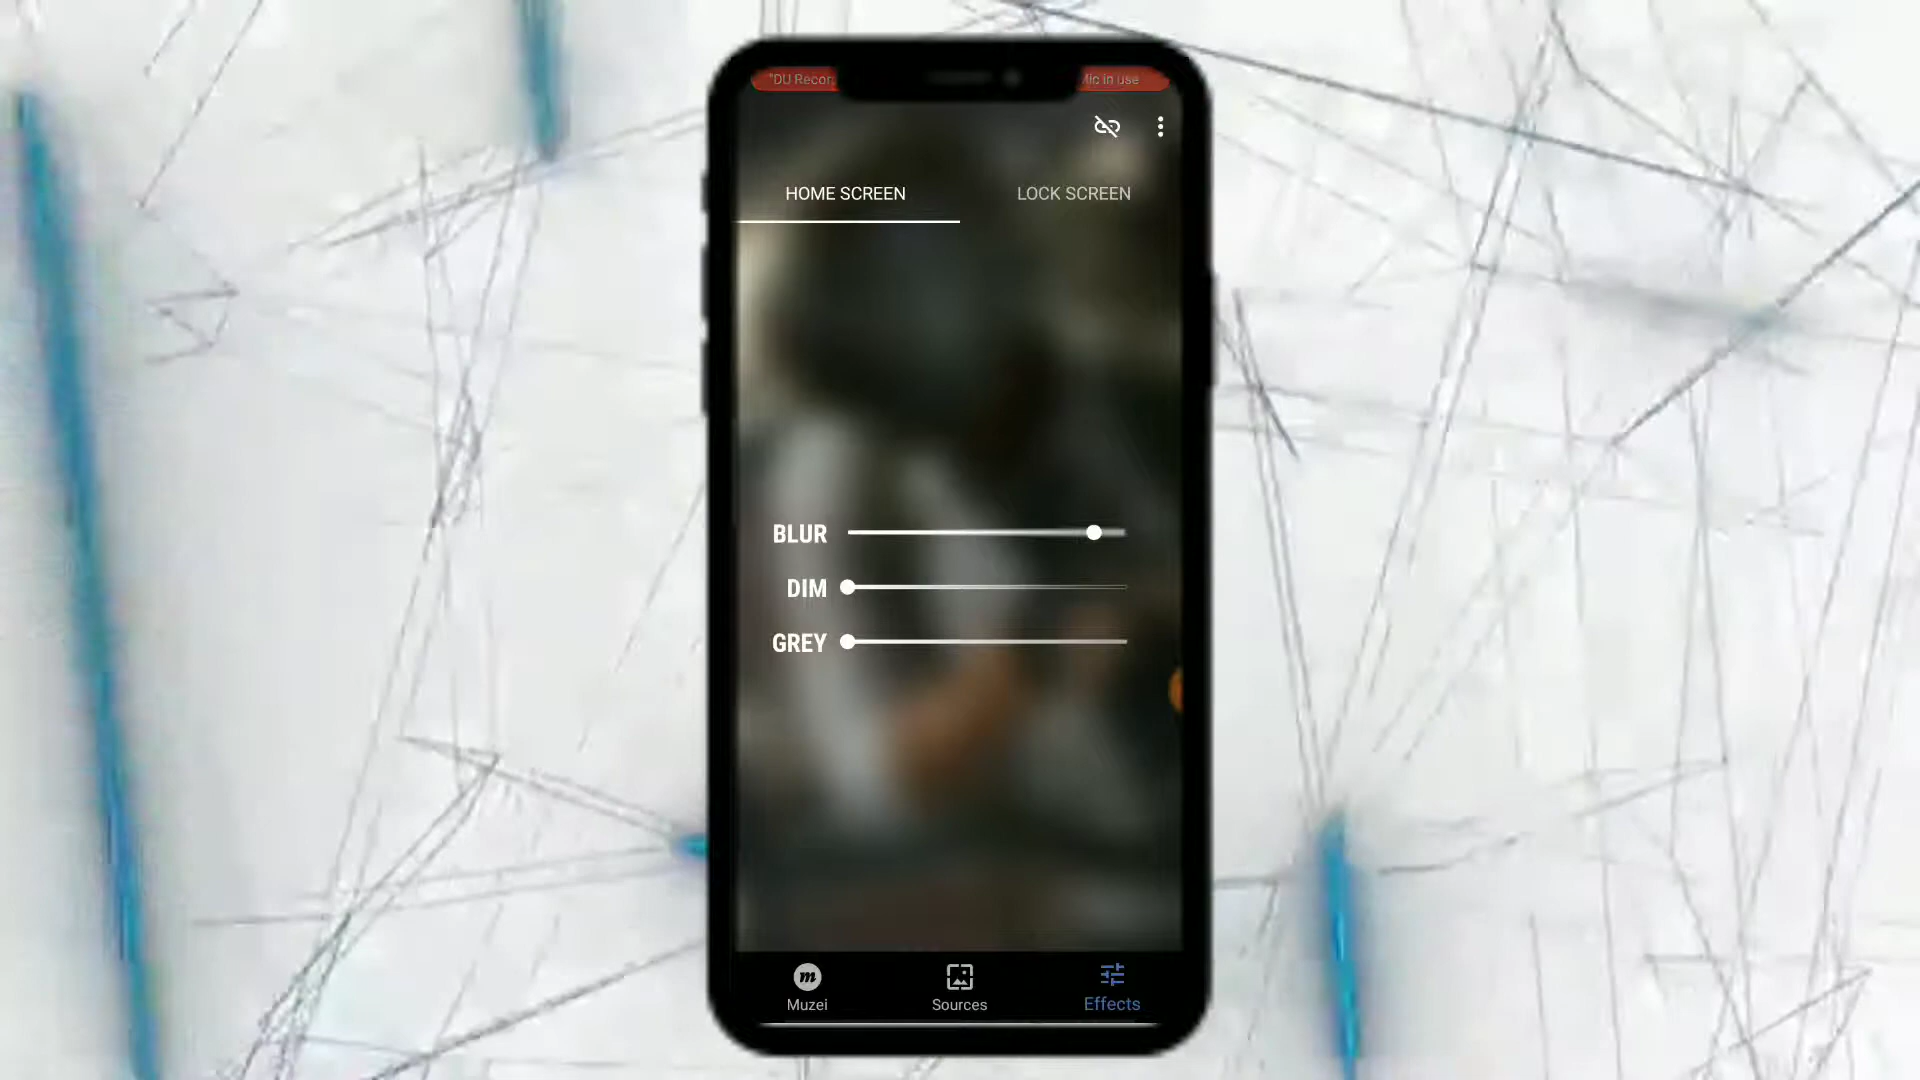 "DU Recor
Mic in use
HOME SCREEN
LOCK SCREEN
BLUR
DIM
GREY
m
Muzei
Sources
Effects